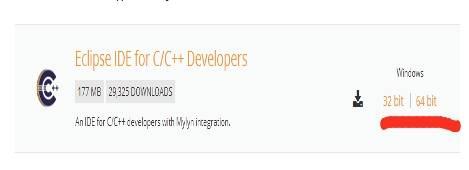 Eclipse IDE for C/C++ Developers
177 MB 29,325 DOWNLOADS
An IDE for C/C++ developers with Mylyn integration.
Windows
32 bit | 64 bit